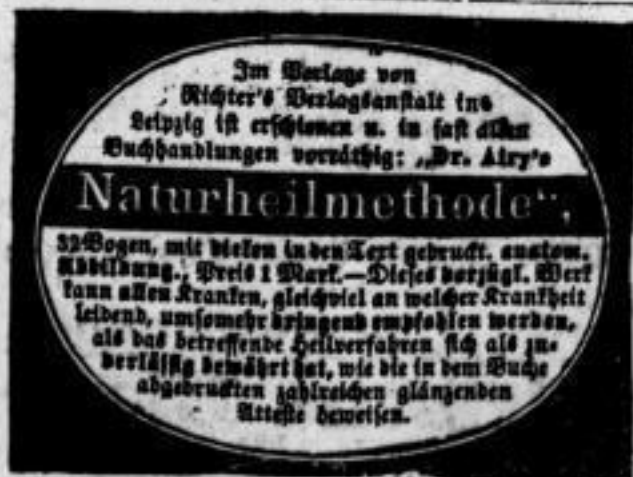 Im Verlage von
Richter's Verlagsanstalt in
Leipzig ist erschienen u. in fast allen
Buchhandlungen vorräthig: „Dr. Airy's
Naturheilmethode“,
32 Bogen, mit vielen in den Text gedruckt. anatom.
Abbildung., Preis 1 Mark.—Dieses vorzügl. Werk
kann allen Kranken, gleichviel an welcher Krankheit
leidend, umsomehr dringend empfohlen werden,
als das betreffende Heilverfahren sich als zu-
verlässig bewährt hat, wie die in dem Buche
abgedruckten zahlreichen glänzenden
Atteste beweisen.